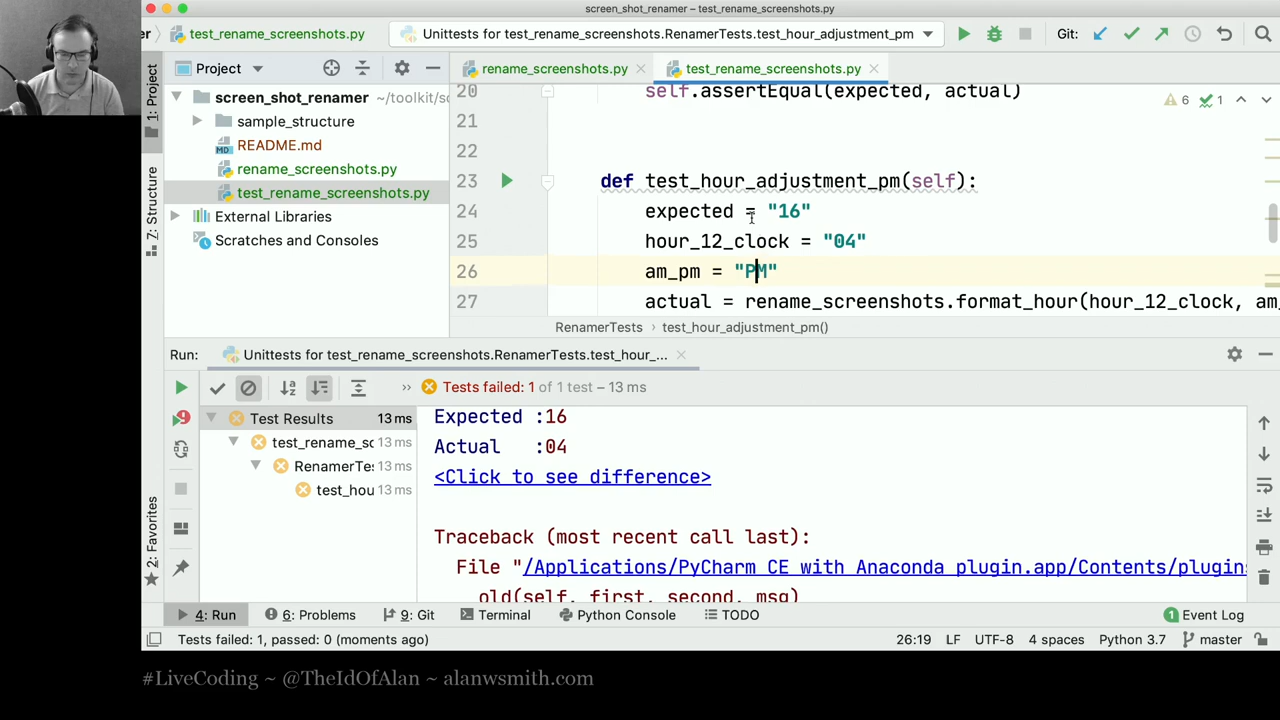 screen_shot_renamer – test_rename_screenshots.py
test_rename_screenshots.py
Unittests for test_rename_screenshots.RenamerTests.test_hour_adjustment_pm
Git:
1: Project
7: Structure
2: Favorites
Project
rename_screenshots.py
test_rename_screenshots.py
screen_shot_renamer ~/toolkit/sc
sample_structure
README.md
rename_screenshots.py
test_rename_screenshots.py
External Libraries
Scratches and Consoles
20 self.assertEqual(expected, actual)
21
22
23 def test_hour_adjustment_pm(self):
24 expected = "16"
25 hour_12_clock = "04"
26 am_pm = "PM"
27 actual = rename_screenshots.format_hour(hour_12_clock, am_
6 1
RenamerTests › test_hour_adjustment_pm()
Run: Unittests for test_rename_screenshots.RenamerTests.test_hour_...
» Tests failed: 1 of 1 test – 13 ms
Test Results 13 ms
test_rename_sc 13 ms
RenamerTe: 13 ms
test_hou 13 ms
Expected :16
Actual :04
<Click to see difference>
Traceback (most recent call last):
File "/Applications/PyCharm CE with Anaconda plugin.app/Contents/plugins
old(self, first, second, msg)
4: Run
6: Problems
9: Git
Terminal
Python Console
TODO
1 Event Log
Tests failed: 1, passed: 0 (moments ago)
26:19 LF UTF-8 4 spaces Python 3.7 master
#LiveCoding ~ @TheIdOfAlan ~ alanwsmith.com